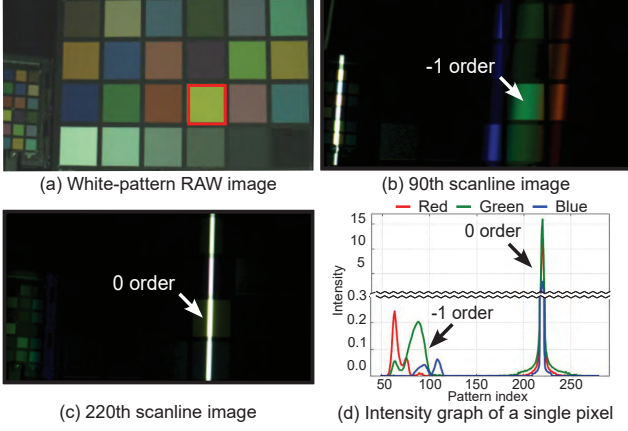 -1 order
(a) White-pattern RAW image
(b) 90th scanline image
0 order
(c) 220th scanline image
Red Green Blue
15
10
5
0.3
0.2
0.1
0.0
Intensity
0 order
-1 order
50 100 150 200 250
Pattern index
(d) Intensity graph of a single pixel